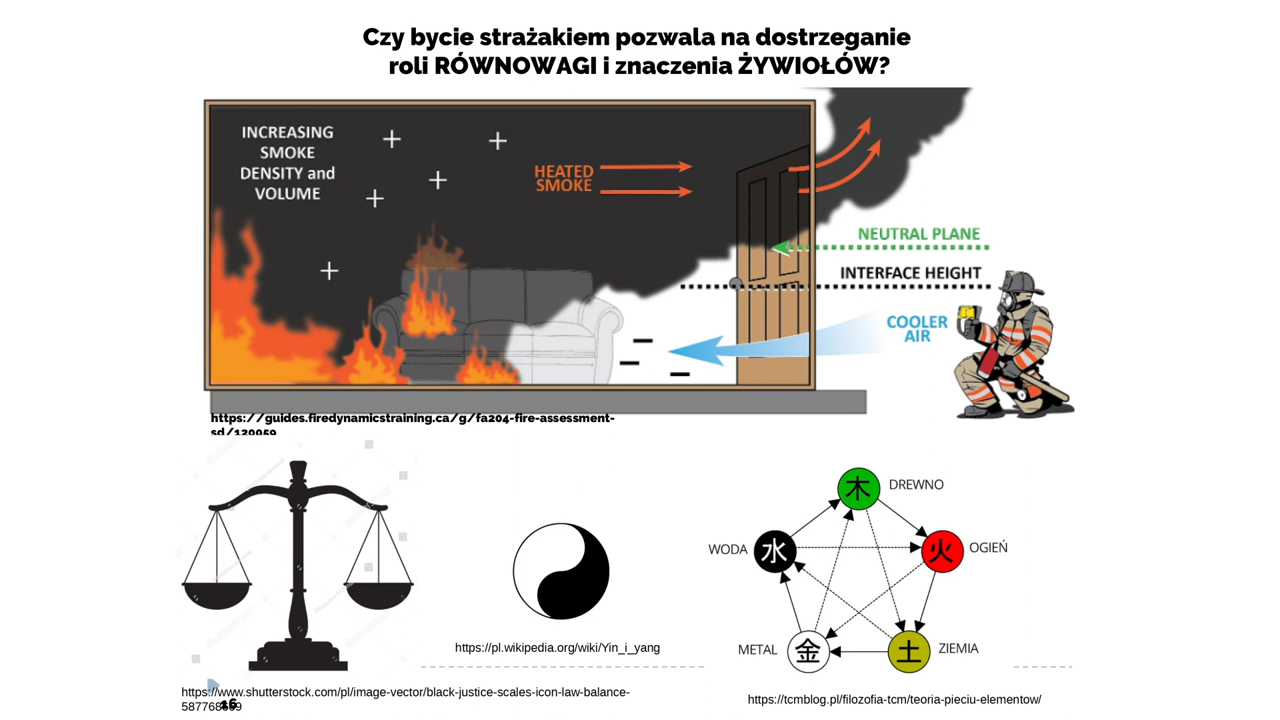 Czy bycie strażakiem pozwala na dostrzeganie
roli RÓWNOWAGI i znaczenia ŻYWIOŁÓW?
INCREASING
SMOKE
DENSITY and
VOLUME
HEATED
SMOKE
NEUTRAL PLANE
INTERFACE HEIGHT
COOLER
AIR
https://guides.firedynamicstraining.ca/g/fa204-fire-assessment-
sd/120059
木
DREWNO
WODA
水
火
OGIEŃ
METAL
金
土
ZIEMIA
https://pl.wikipedia.org/wiki/Yin_i_yang
https://www.shutterstock.com/pl/image-vector/black-justice-scales-icon-law-balance-
16
https://tcmblog.pl/filozofia-tcm/teoria-pieciu-elementow/